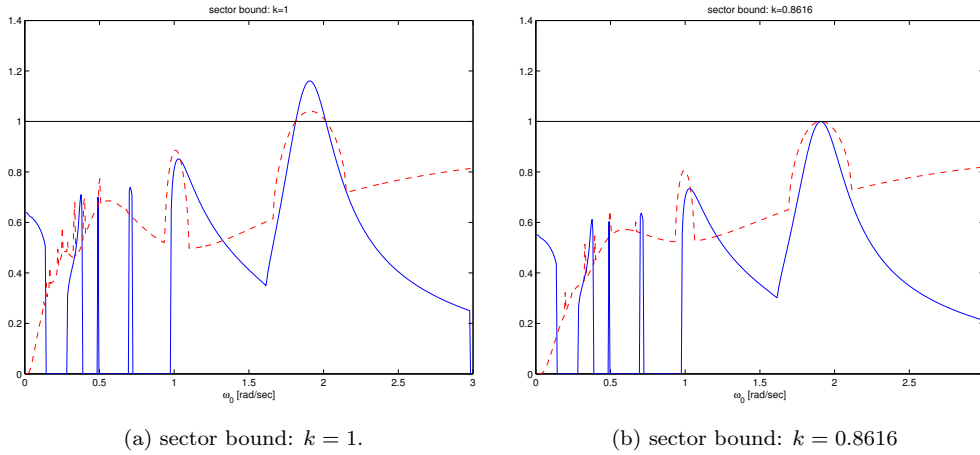 sector bound: k=1
1.4
1.2
1
0.8
0.6
0.4
0.2
0
0 0.5 1 1.5 2 2.5 3
ω0 [rad/sec]
(a) sector bound: k = 1.
sector bound: k=0.8616
1.4
1.2
1
0.8
0.6
0.4
0.2
0
0 0.5 1 1.5 2 2.5
ω0 [rad/sec]
(b) sector bound: k = 0.8616